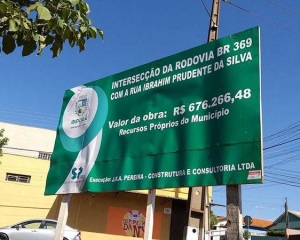 INTERSECÇÃO DA RODOVIA BR 369
COM A RUA IBRAHIM PRUDENTE DA SILVA
Valor da obra: R$ 676.266,48
Recursos Próprios do Município
Execução: J.F.A. PEREIRA - CONSTRUTURA E CONSULTORIA LTDA